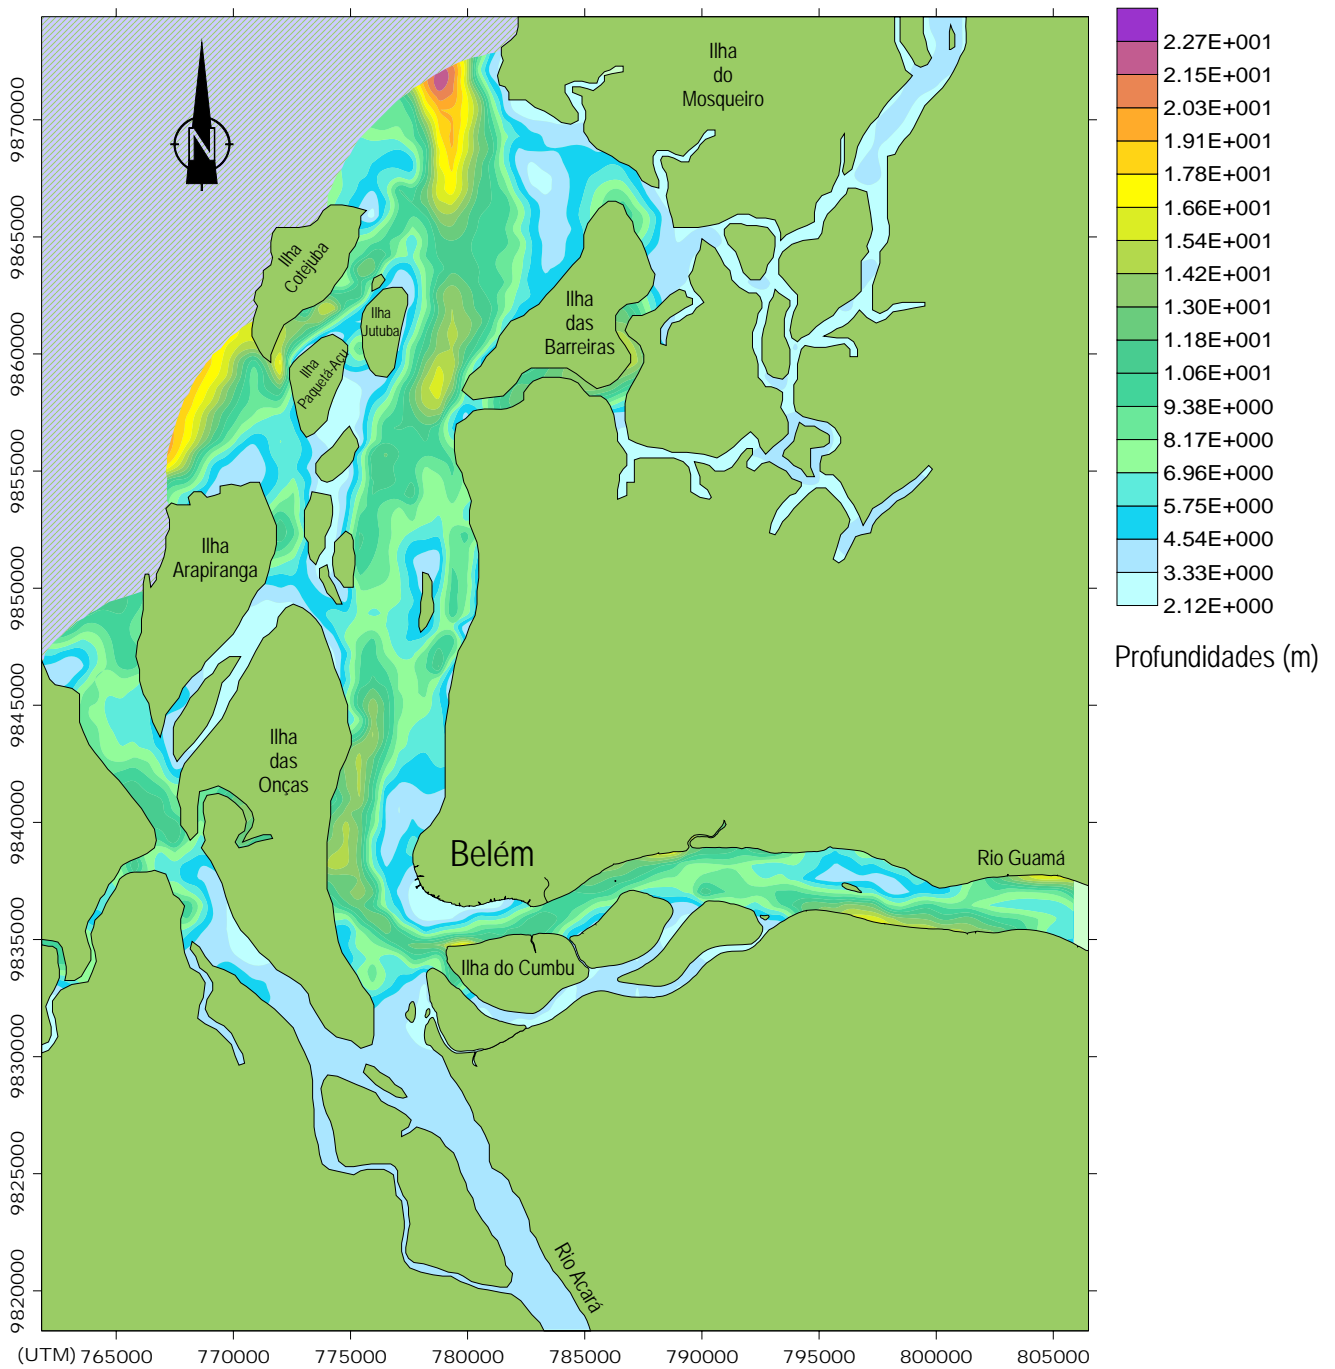 N
Ilha
do
Mosqueiro
Ilha
Cotejuba
Ilha
Jutuba
Ilha
Paquetá-Açu
Ilha
das
Barreiras
Ilha
Arapiranga
Ilha
das
Onças
Belém
Rio Guamá
Ilha do Cumbu
Rio Acará
2.27E+001
2.15E+001
2.03E+001
1.91E+001
1.78E+001
1.66E+001
1.54E+001
1.42E+001
1.30E+001
1.18E+001
1.06E+001
9.38E+000
8.17E+000
6.96E+000
5.75E+000
4.54E+000
3.33E+000
2.12E+000
Profundidades (m)
9870000
9865000
9860000
9855000
9850000
9845000
9840000
9835000
9830000
9825000
9820000
(UTM) 765000 770000 775000 780000 785000 790000 795000 800000 805000